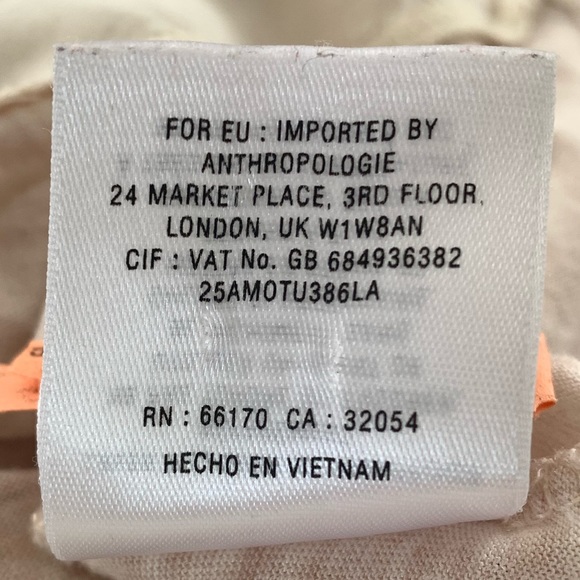 FOR EU : IMPORTED BY
ANTHROPOLOGIE
24 MARKET PLACE, 3RD FLOOR,
LONDON, UK W1W8AN
CIF : VAT No. GB 684936382
25AMOTU386LA
RN : 66170 CA : 32054
HECHO EN VIETNAM